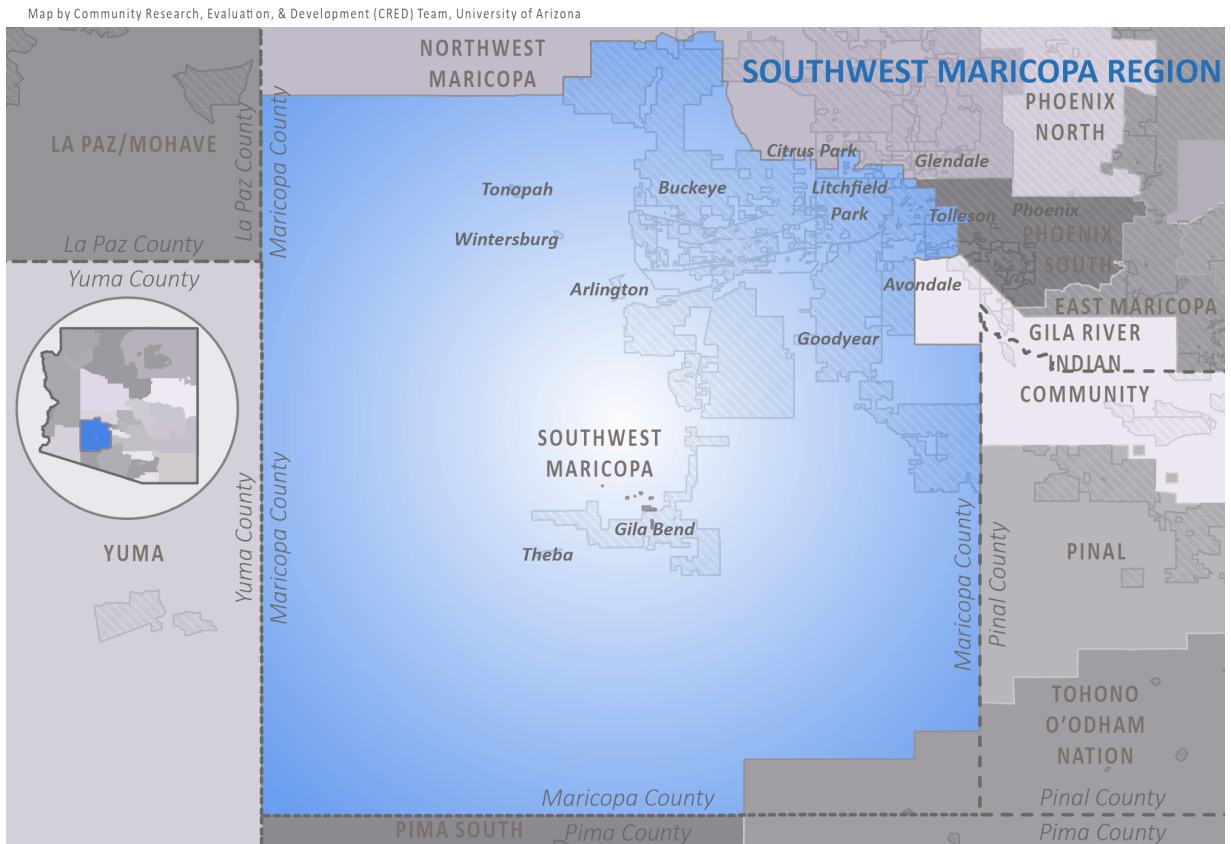 Map by Community Research, Evaluation, & Development (CRED) Team, University of Arizona
NORTHWEST
MARICOPA
SOUTHWEST MARICOPA REGION
PHOENIX
NORTH
LA PAZ/MOHAVE
La Paz County
Maricopa County
Citrus Park
Glendale
Tonopah
Buckeye
Litchfield
Park
Tolleson
Phoenix
PHOENIX
SOUTH
La Paz County
Wintersburg
Yuma County
Arlington
Avondale
EAST MARICOPA
Goodyear
GILA RIVER
INDIAN
COMMUNITY
SOUTHWEST
MARICOPA
Yuma County
Maricopa County
Maricopa County
Pinal County
Gila Bend
Theba
YUMA
PINAL
TOHONO
O'ODHAM
NATION
Maricopa County
Pinal County
PIMA SOUTH
Pima County
Pima County